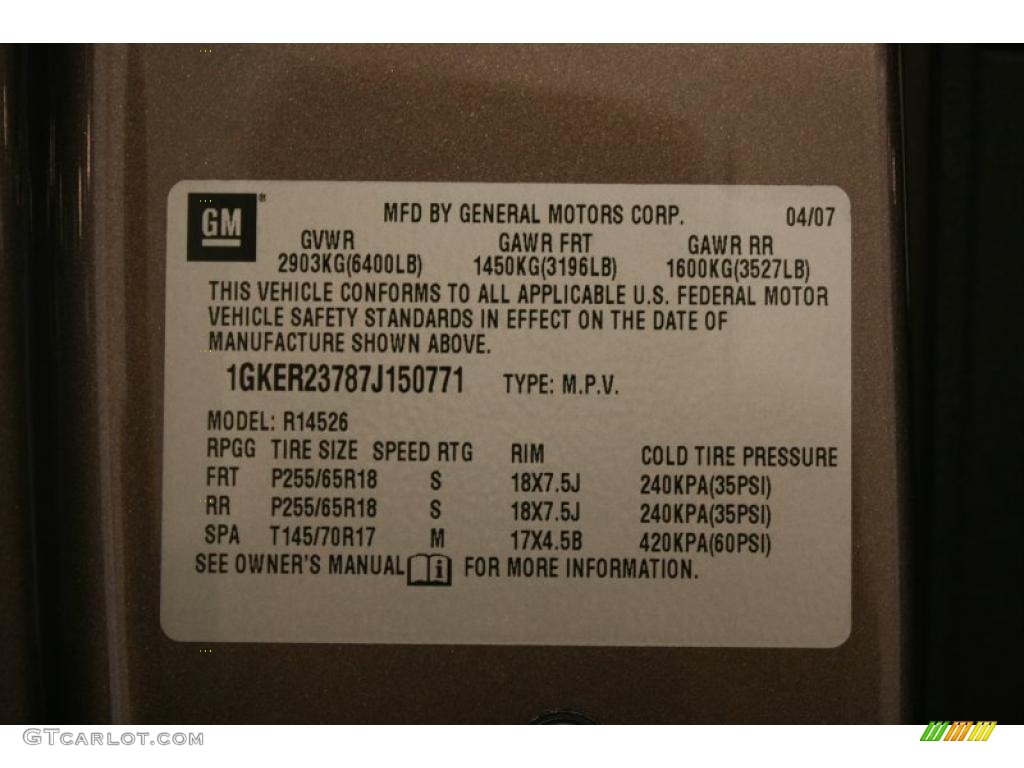 GM® MFD BY GENERAL MOTORS CORP. 04/07
GVWR GAWR FRT GAWR RR
2903KG(6400LB) 1450KG(3196LB) 1600KG(3527LB)
THIS VEHICLE CONFORMS TO ALL APPLICABLE U.S. FEDERAL MOTOR
VEHICLE SAFETY STANDARDS IN EFFECT ON THE DATE OF
MANUFACTURE SHOWN ABOVE.
1GKER23787J150771 TYPE: M.P.V.
MODEL: R14526
RPGG TIRE SIZE SPEED RTG RIM COLD TIRE PRESSURE
FRT P255/65R18 S 18X7.5J 240KPA(35PSI)
RR P255/65R18 S 18X7.5J 240KPA(35PSI)
SPA T145/70R17 M 17X4.5B 420KPA(60PSI)
SEE OWNER'S MANUAL i FOR MORE INFORMATION.
GTCARLOT.COM